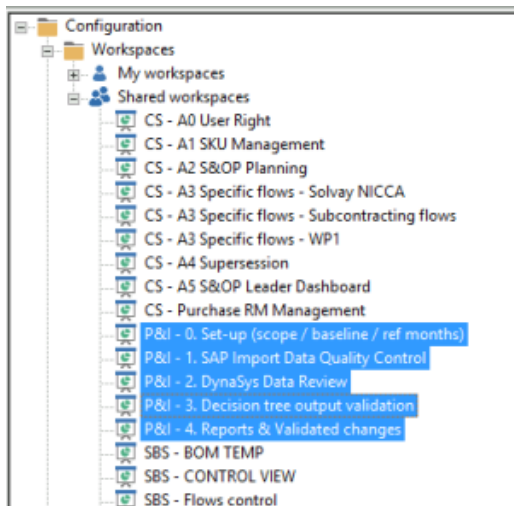 Configuration
Workspaces
My workspaces
Shared workspaces
CS - A0 User Right
CS - A1 SKU Management
CS - A2 S&OP Planning
CS - A3 Specific flows - Solvay NICCA
CS - A3 Specific flows - Subcontracting flows
CS - A3 Specific flows - WP1
CS - A4 Supersession
CS - A5 S&OP Leader Dashboard
CS - Purchase RM Management
P&I - 0. Set-up (scope / baseline / ref months)
P&I - 1. SAP Import Data Quality Control
P&I - 2. DynaSys Data Review
P&I - 3. Decision tree output validation
P&I - 4. Reports & Validated changes
SBS - BOM TEMP
SBS - CONTROL VIEW
SBS - Flows control